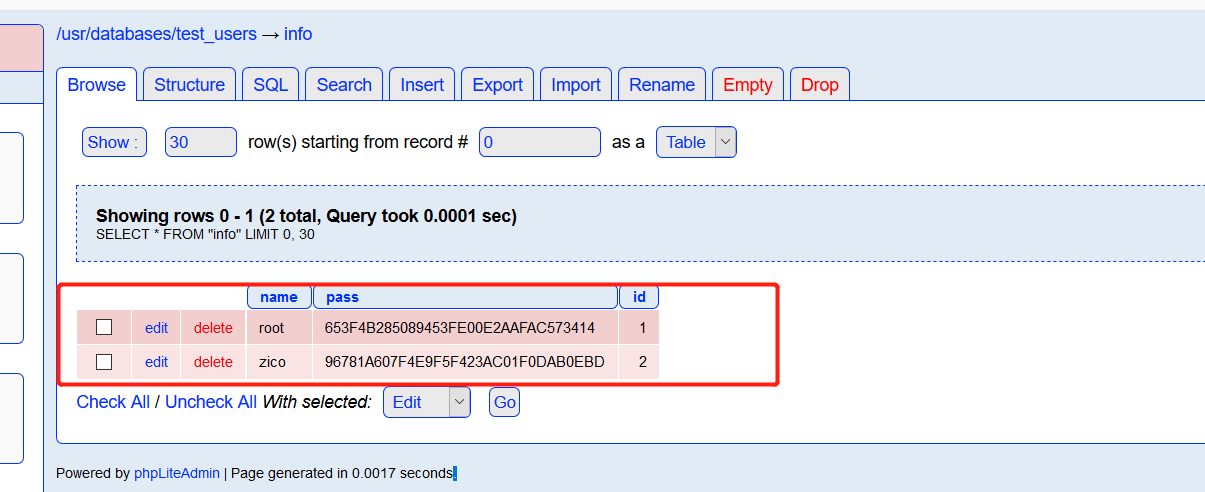 /usr/databases/test_users → info
Browse Structure SQL Search Insert Export Import Rename Empty Drop
Show : 30 row(s) starting from record # 0 as a Table
Showing rows 0 - 1 (2 total, Query took 0.0001 sec)
SELECT * FROM "info" LIMIT 0, 30
name pass id
edit delete root 653F4B285089453FE00E2AAFAC573414 1
edit delete zico 96781A607F4E9F5F423AC01F0DAB0EBD 2
Check All / Uncheck All With selected: Edit Go
Powered by phpLiteAdmin | Page generated in 0.0017 seconds.